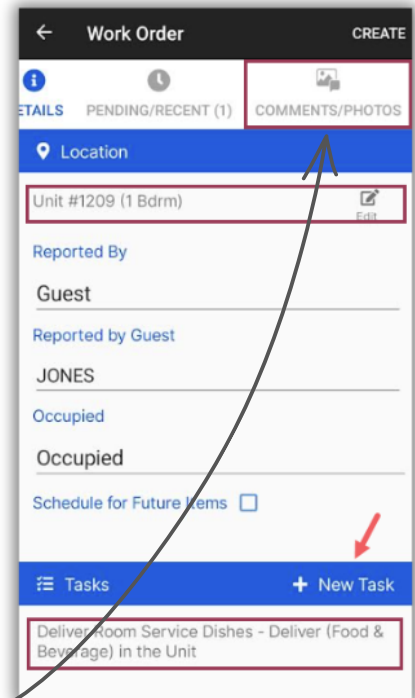 Work Order CREATE
ETAILS PENDING/RECENT (1) COMMENTS/PHOTOS
Location
Unit #1209 (1 Bdrm)
Edit
Reported By
Guest
Reported by Guest
JONES
Occupied
Occupied
Schedule for Future Items
Tasks + New Task
Deliver Room Service Dishes - Deliver (Food &
Beverage) in the Unit